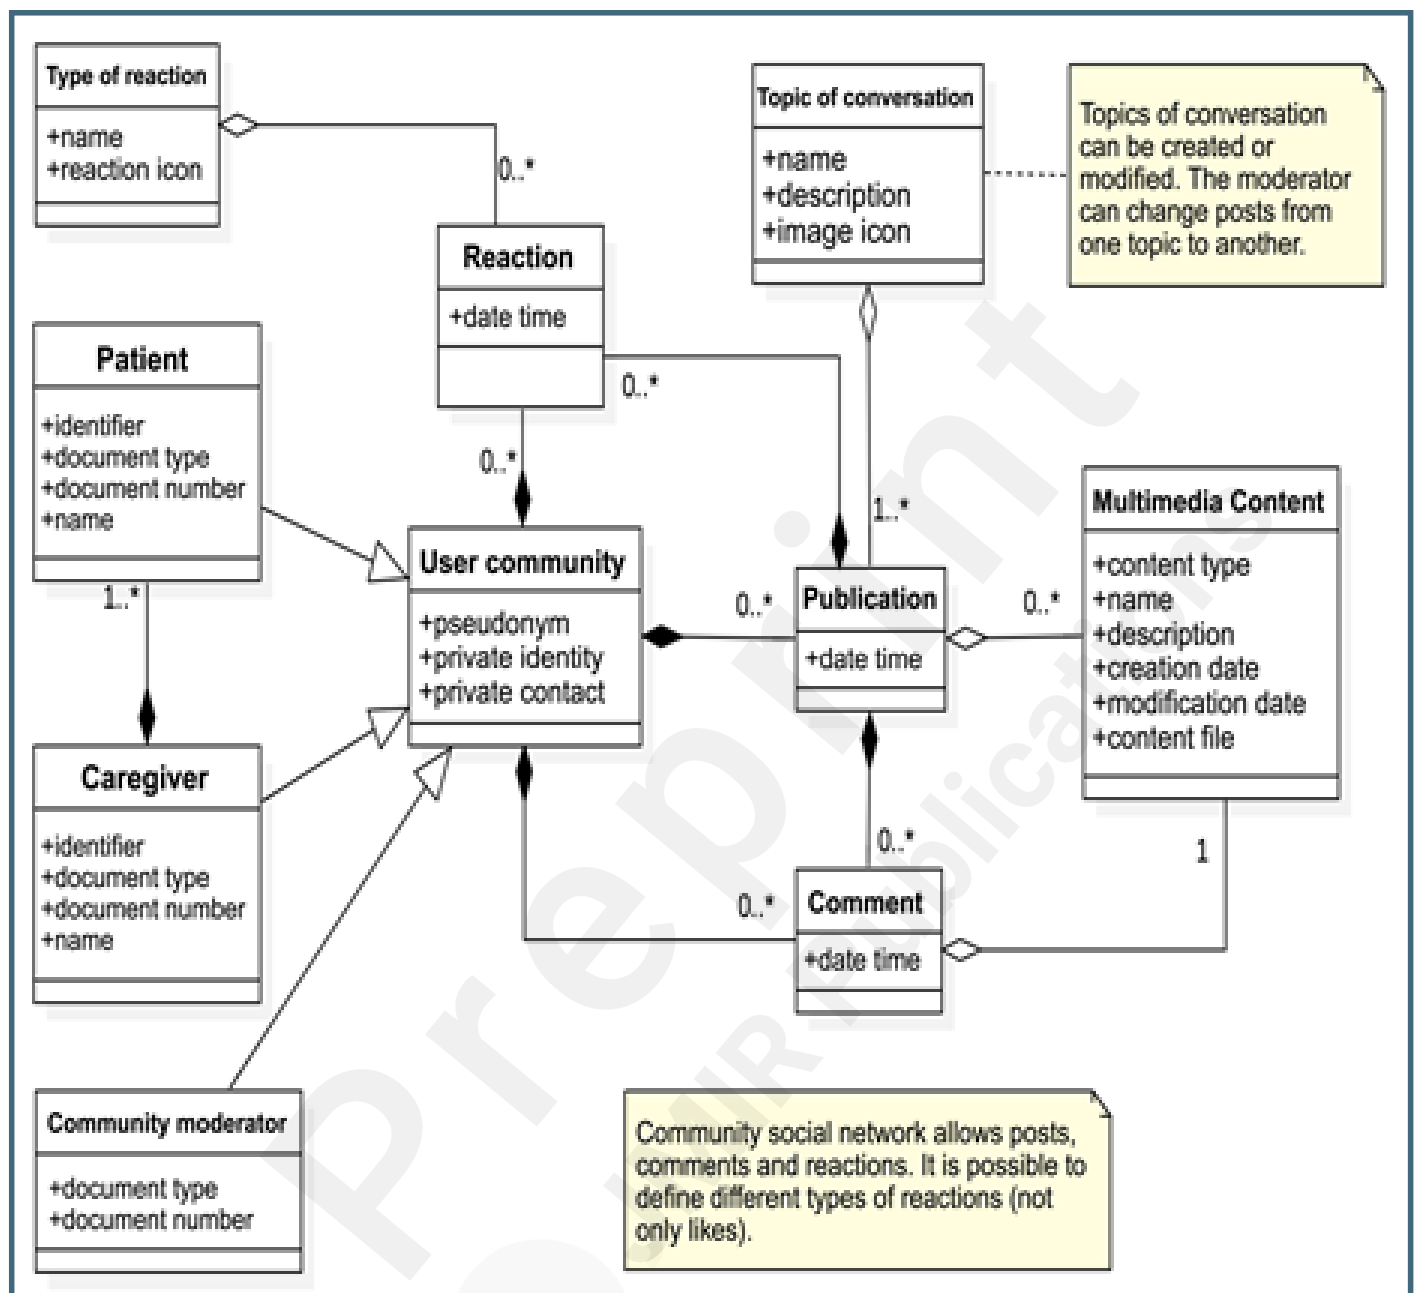 Type of reaction
+name
+reaction icon
0..*
Reaction
+date time
0..*
0..*
Topic of conversation
+name
+description
+image icon
Topics of conversation
can be created or
modified. The moderator
can change posts from
one topic to another.
Patient
+identifier
+document type
+document number
+name
1..*
User community
+pseudonym
+private identity
+private contact
0..*
1..*
Publication
+date time
0..*
Multimedia Content
+content type
+name
+description
+creation date
+modification date
+content file
Caregiver
+identifier
+document type
+document number
+name
0..*
0..*
1
Comment
+date time
Community moderator
+document type
+document number
Community social network allows posts,
comments and reactions. It is possible to
define different types of reactions (not
only likes).
Preprint
JMIR Publications